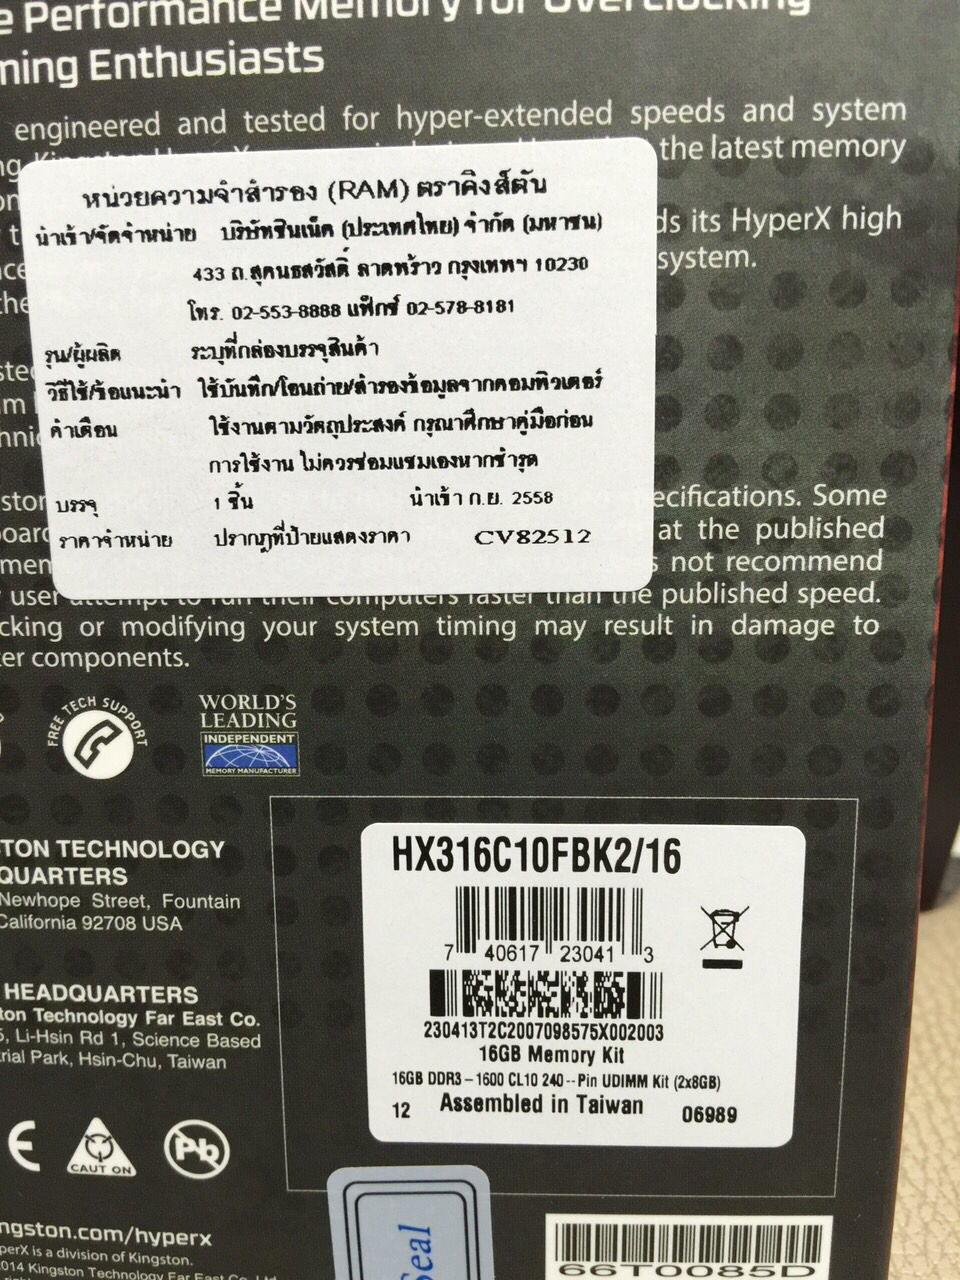 e Performance Memory for Overclocking
ming Enthusiasts
engineered and tested for hyper-extended speeds and system
the latest memory
ds its HyperX high
system.
หน่วยความจำสำรอง (RAM) ตราคิงส์ตัน
นำเข้า/จัดจำหน่าย บริษัทซินเน็ค (ประเทศไทย) จำกัด (มหาชน)
433 ถ.สุคนธสวัสดิ์ ลาดพร้าว กรุงเทพฯ 10230
โทร. 02-553-8888 แฟ็กซ์ 02-578-8181
รุ่น/ผู้ผลิต ระบุที่กล่องบรรจุสินค้า
วิธีใช้/ข้อแนะนำ ใช้บันทึก/โอนถ่าย/สำรองข้อมูลจากคอมพิวเตอร์
คำเตือน ใช้งานตามวัตถุประสงค์ กรุณาศึกษาคู่มือก่อน
การใช้งาน ไม่ควรซ่อมแซมเองหากชำรุด
บรรจุ 1 ชิ้น นำเข้า ก.ย. 2558
ราคาจำหน่าย ปรากฏที่ป้ายแสดงราคา CV82512
ecifications. Some
at the published
not recommend
user attempt to run their computers faster than the published speed.
cking or modifying your system timing may result in damage to
er components.
FREE TECH SUPPORT
WORLD'S
LEADING
INDEPENDENT
MEMORY MANUFACTURER
STON TECHNOLOGY
QUARTERS
Newhope Street, Fountain
California 92708 USA
HEADQUARTERS
ton Technology Far East Co.
5, Li-Hsin Rd 1, Science Based
trial Park, Hsin-Chu, Taiwan
HX316C10FBK2/16
7 40617 23041 3
230413T2C2007098575X002003
16GB Memory Kit
16GB DDR3-1600 CL10 240--Pin UDIMM Kit (2x8GB)
12 Assembled in Taiwan 06989
CAUT ON
Pb
ngston.com/hyperx
perX is a division of Kingston.
014 Kingston Technology Far East Co. Ltd
Seal
66T0085D